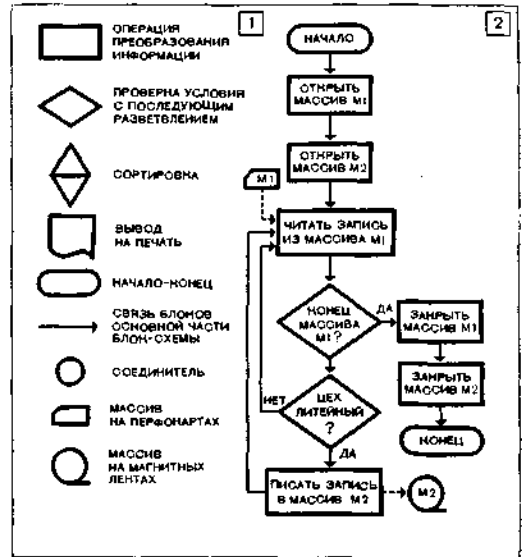 1
ОПЕРАЦИЯ
ПРЕОБРАЗОВАНИЯ
ИНФОРМАЦИИ
ПРОВЕРКА УСЛОВИЯ
С ПОСЛЕДУЮЩИМ
РАЗВЕТВЛЕНИЕМ
СОРТИРОВКА
ВЫВОД
НА ПЕЧАТЬ
НАЧАЛО-КОНЕЦ
СВЯЗЬ БЛОКОВ
ОСНОВНОЙ ЧАСТИ
БЛОК-СХЕМЫ
СОЕДИНИТЕЛЬ
МАССИВ
НА ПЕРФОКАРТАХ
МАССИВ
НА МАГНИТНЫХ
ЛЕНТАХ
2
НАЧАЛО
ОТКРЫТЬ
МАССИВ М1
ОТКРЫТЬ
МАССИВ М2
М1
ЧИТАТЬ ЗАПИСЬ
ИЗ МАССИВА М1
КОНЕЦ
МАССИВА
М1?
ДА
ЗАКРЫТЬ
МАССИВ М1
ЗАКРЫТЬ
МАССИВ М2
КОНЕЦ
НЕТ
ЦЕХ
ЛИТЕЙНЫЙ
?
ДА
ПИСАТЬ ЗАПИСЬ
В МАССИВ М2
М2